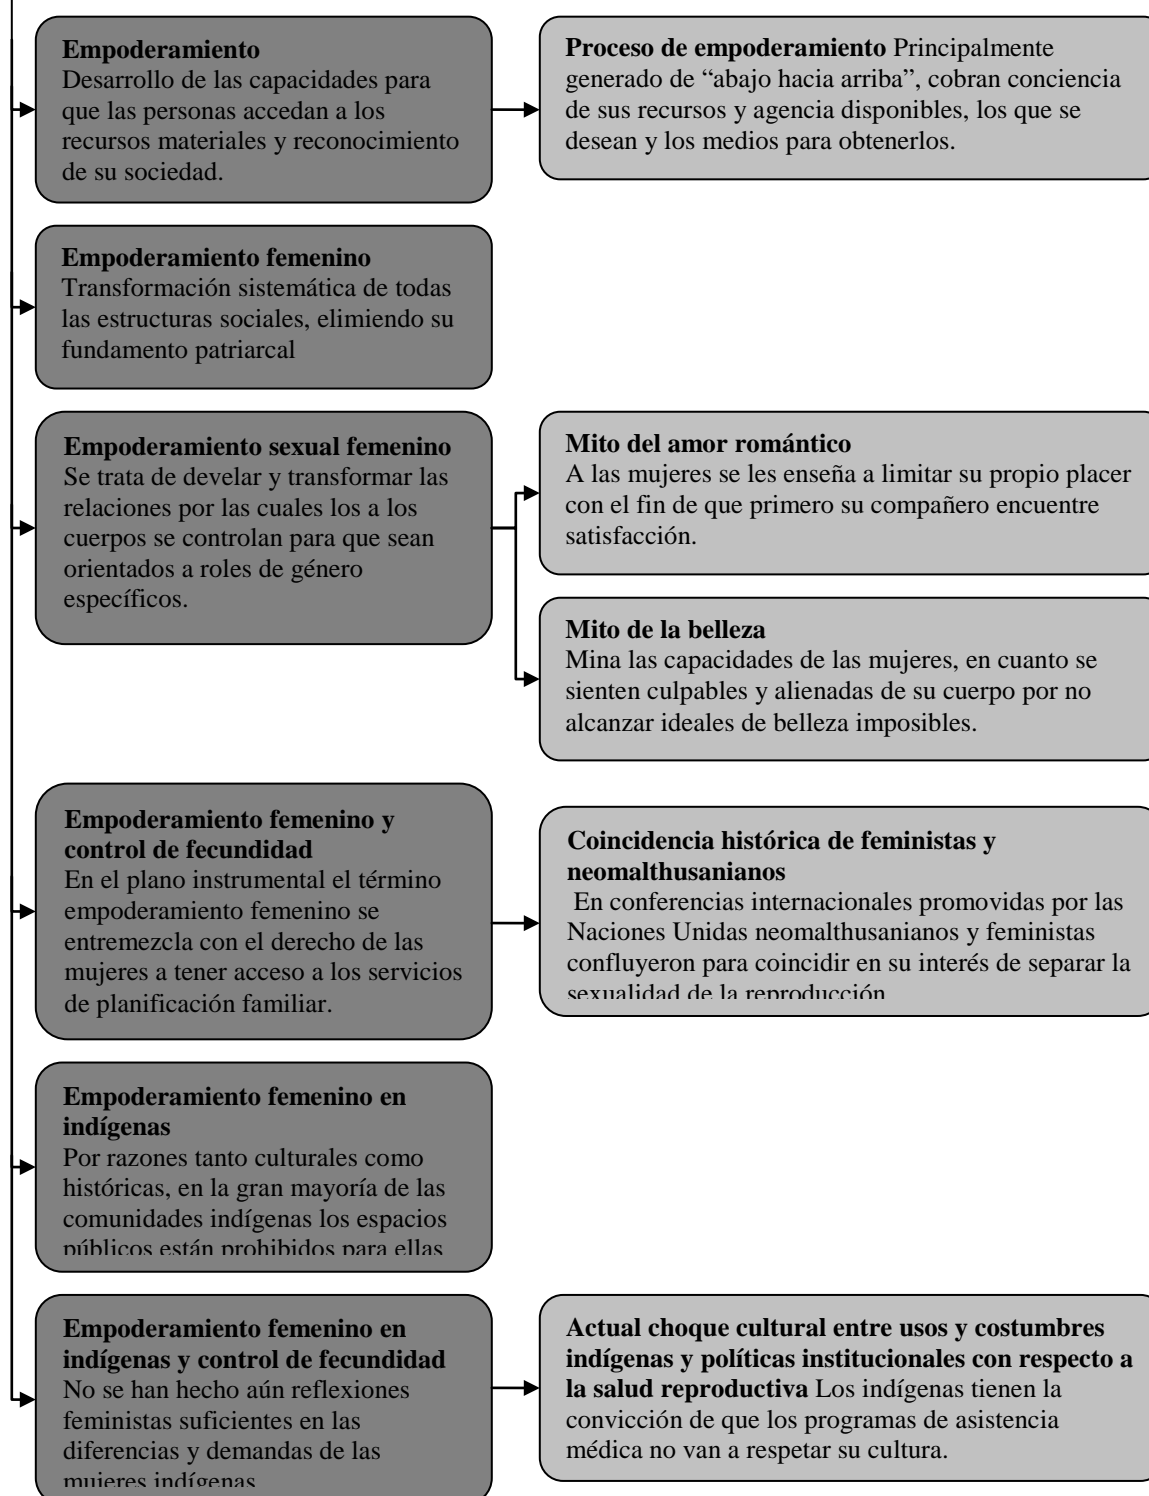 Empoderamiento
Desarrollo de las capacidades para
que las personas accedan a los
recursos materiales y reconocimiento
de su sociedad.
Proceso de empoderamiento Principalmente
generado de “abajo hacia arriba”, cobran conciencia
de sus recursos y agencia disponibles, los que se
desean y los medios para obtenerlos.
Empoderamiento femenino
Transformación sistemática de todas
las estructuras sociales, elimiendo su
fundamento patriarcal
Empoderamiento sexual femenino
Se trata de develar y transformar las
relaciones por las cuales los a los
cuerpos se controlan para que sean
orientados a roles de género
específicos.
Mito del amor romántico
A las mujeres se les enseña a limitar su propio placer
con el fin de que primero su compañero encuentre
satisfacción.
Mito de la belleza
Mina las capacidades de las mujeres, en cuanto se
sienten culpables y alienadas de su cuerpo por no
alcanzar ideales de belleza imposibles.
Empoderamiento femenino y
control de fecundidad
En el plano instrumental el término
empoderamiento femenino se
entremezcla con el derecho de las
mujeres a tener acceso a los servicios
de planificación familiar.
Coincidencia histórica de feministas y
neomalthusanianos
En conferencias internacionales promovidas por las
Naciones Unidas neomalthusanianos y feministas
confluyeron para coincidir en su interés de separar la
sexualidad de la reproducción
Empoderamiento femenino en
indígenas
Por razones tanto culturales como
históricas, en la gran mayoría de las
comunidades indígenas los espacios
públicos están prohibidos para ellas
Empoderamiento femenino en
indígenas y control de fecundidad
No se han hecho aún reflexiones
feministas suficientes en las
diferencias y demandas de las
mujeres indígenas
Actual choque cultural entre usos y costumbres
indígenas y políticas institucionales con respecto a
la salud reproductiva Los indígenas tienen la
convicción de que los programas de asistencia
médica no van a respetar su cultura.